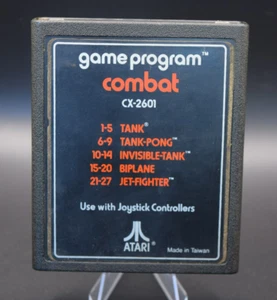 game program™
combat
CX-2601
1-5 TANK®
6-9 TANK-PONG™
10-14 INVISIBLE-TANK™
15-20 BIPLANE
21-27 JET-FIGHTER™
Use with Joystick Controllers
ATARI®
Made in Taiwan